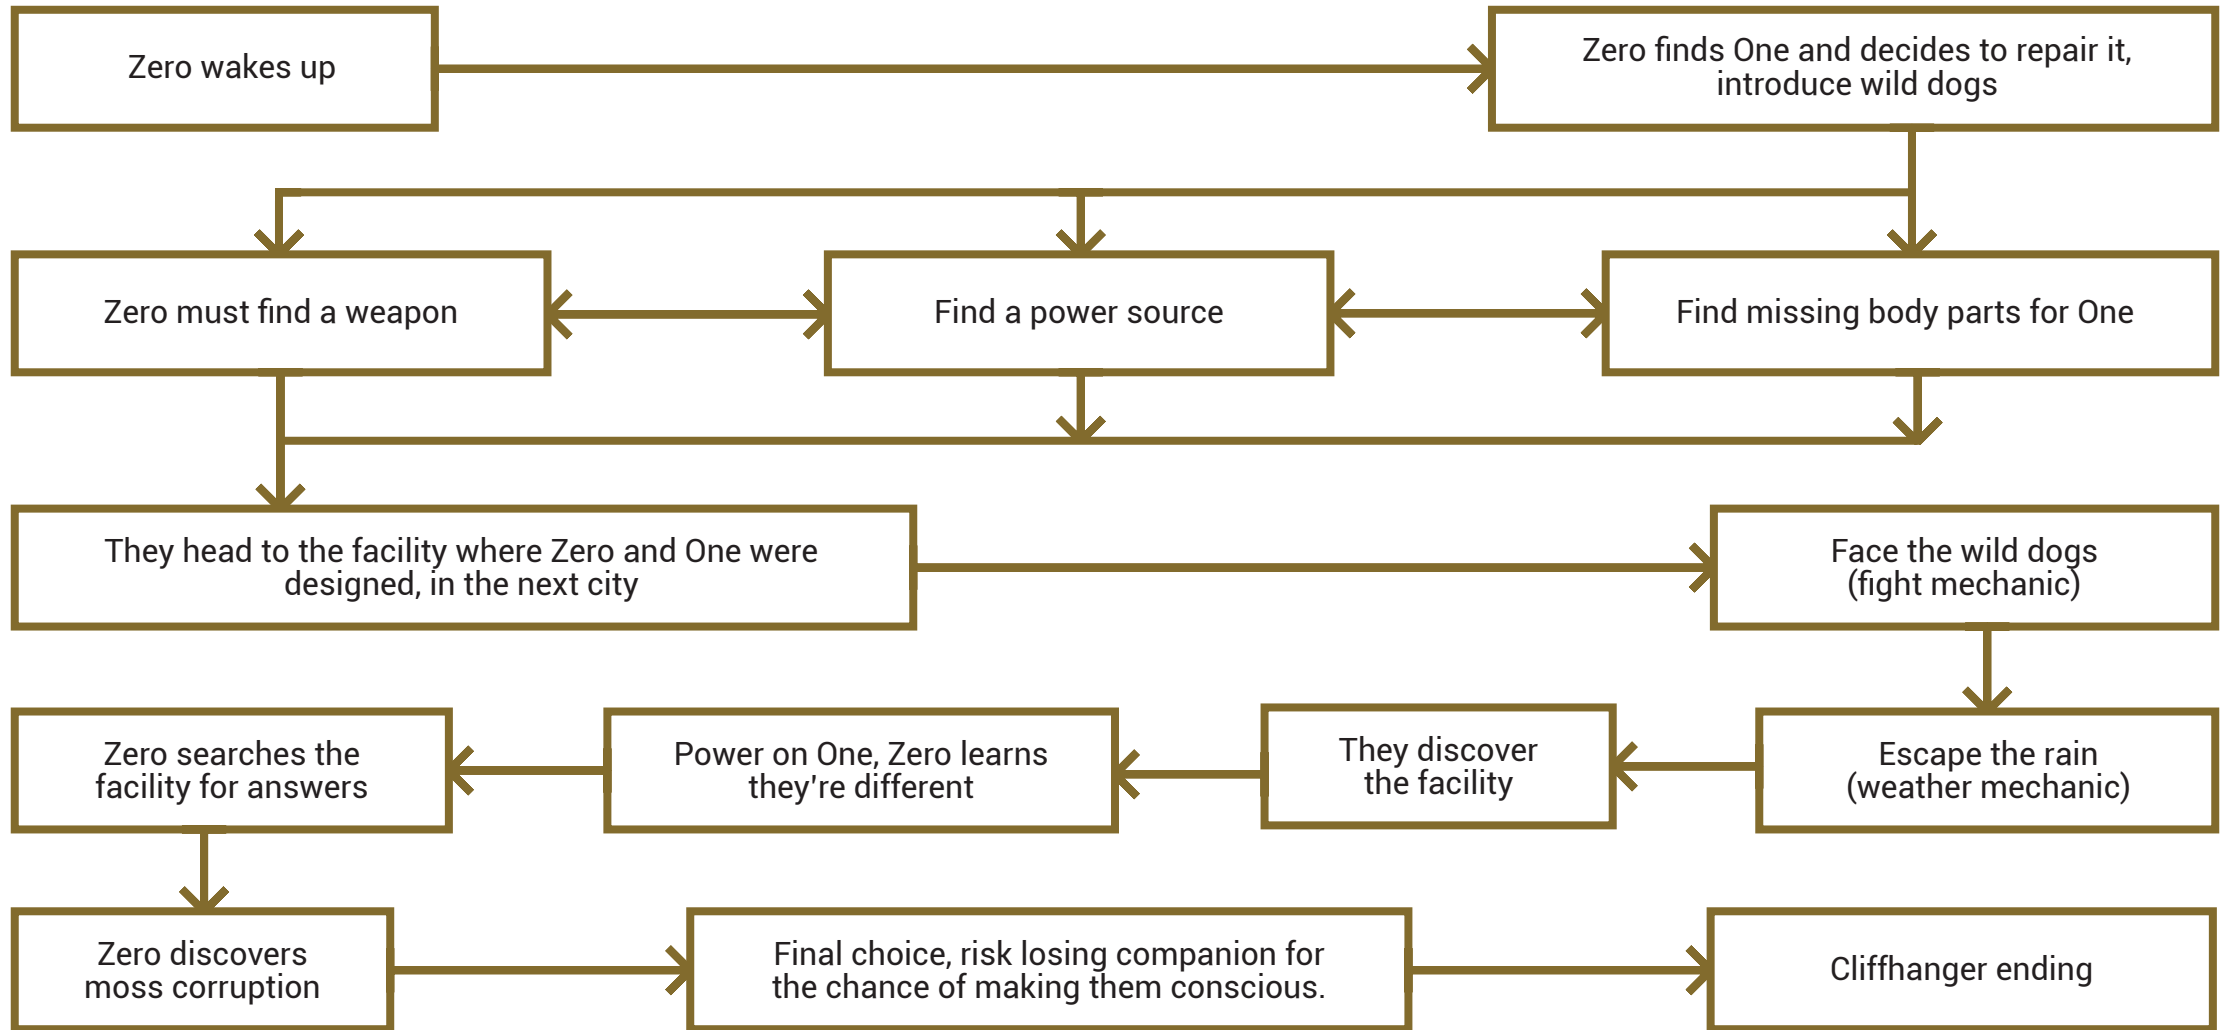 Zero wakes up
Zero finds One and decides to repair it,
introduce wild dogs
Zero must find a weapon
Find a power source
Find missing body parts for One
They head to the facility where Zero and One were
designed, in the next city
Face the wild dogs
(fight mechanic)
Zero searches the
facility for answers
Power on One, Zero learns
they're different
They discover
the facility
Escape the rain
(weather mechanic)
Zero discovers
moss corruption
Final choice, risk losing companion for
the chance of making them conscious.
Cliffhanger ending